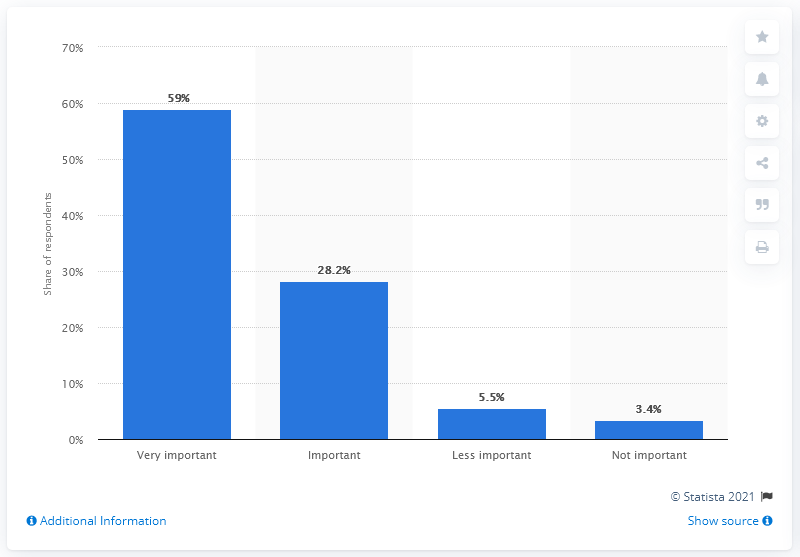 70%
60%
50%
40%
30%
20%
10%
0%
Share of respondents
59%
28.2%
5.5%
3.4%
Very important
Important
Less important
Not important
© Statista 2021
Additional Information
Show source